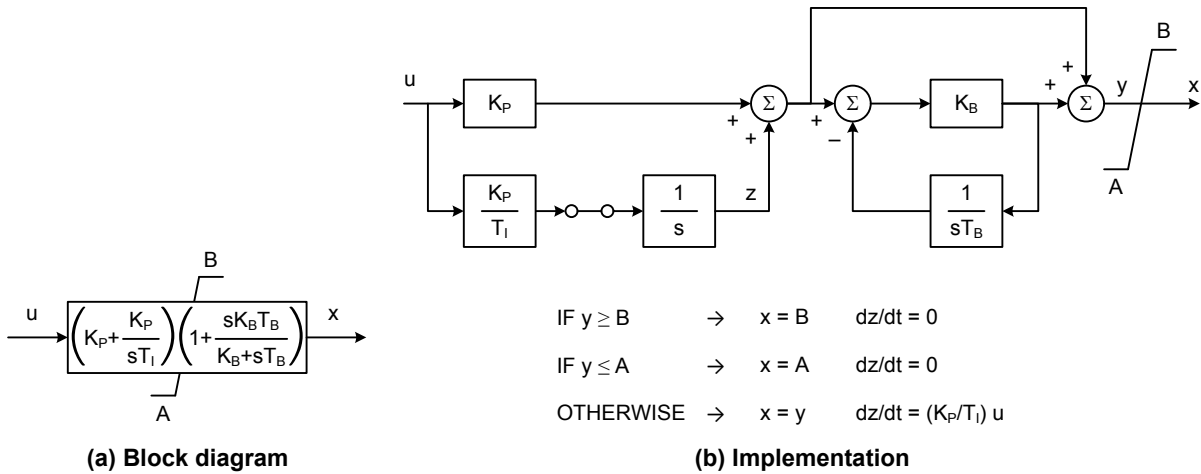 B
u
K_P
Σ
Σ
K_B
Σ
y
x
+
+
+
−
+
+
A
K_P
T_I
1
s
z
1
sT_B
B
u
(K_P + K_P/sT_I)(1 + sK_BT_B/K_B+sT_B)
x
A
IF y ≥ B → x = B dz/dt = 0
IF y ≤ A → x = A dz/dt = 0
OTHERWISE → x = y dz/dt = (K_P/T_I) u
(a) Block diagram
(b) Implementation